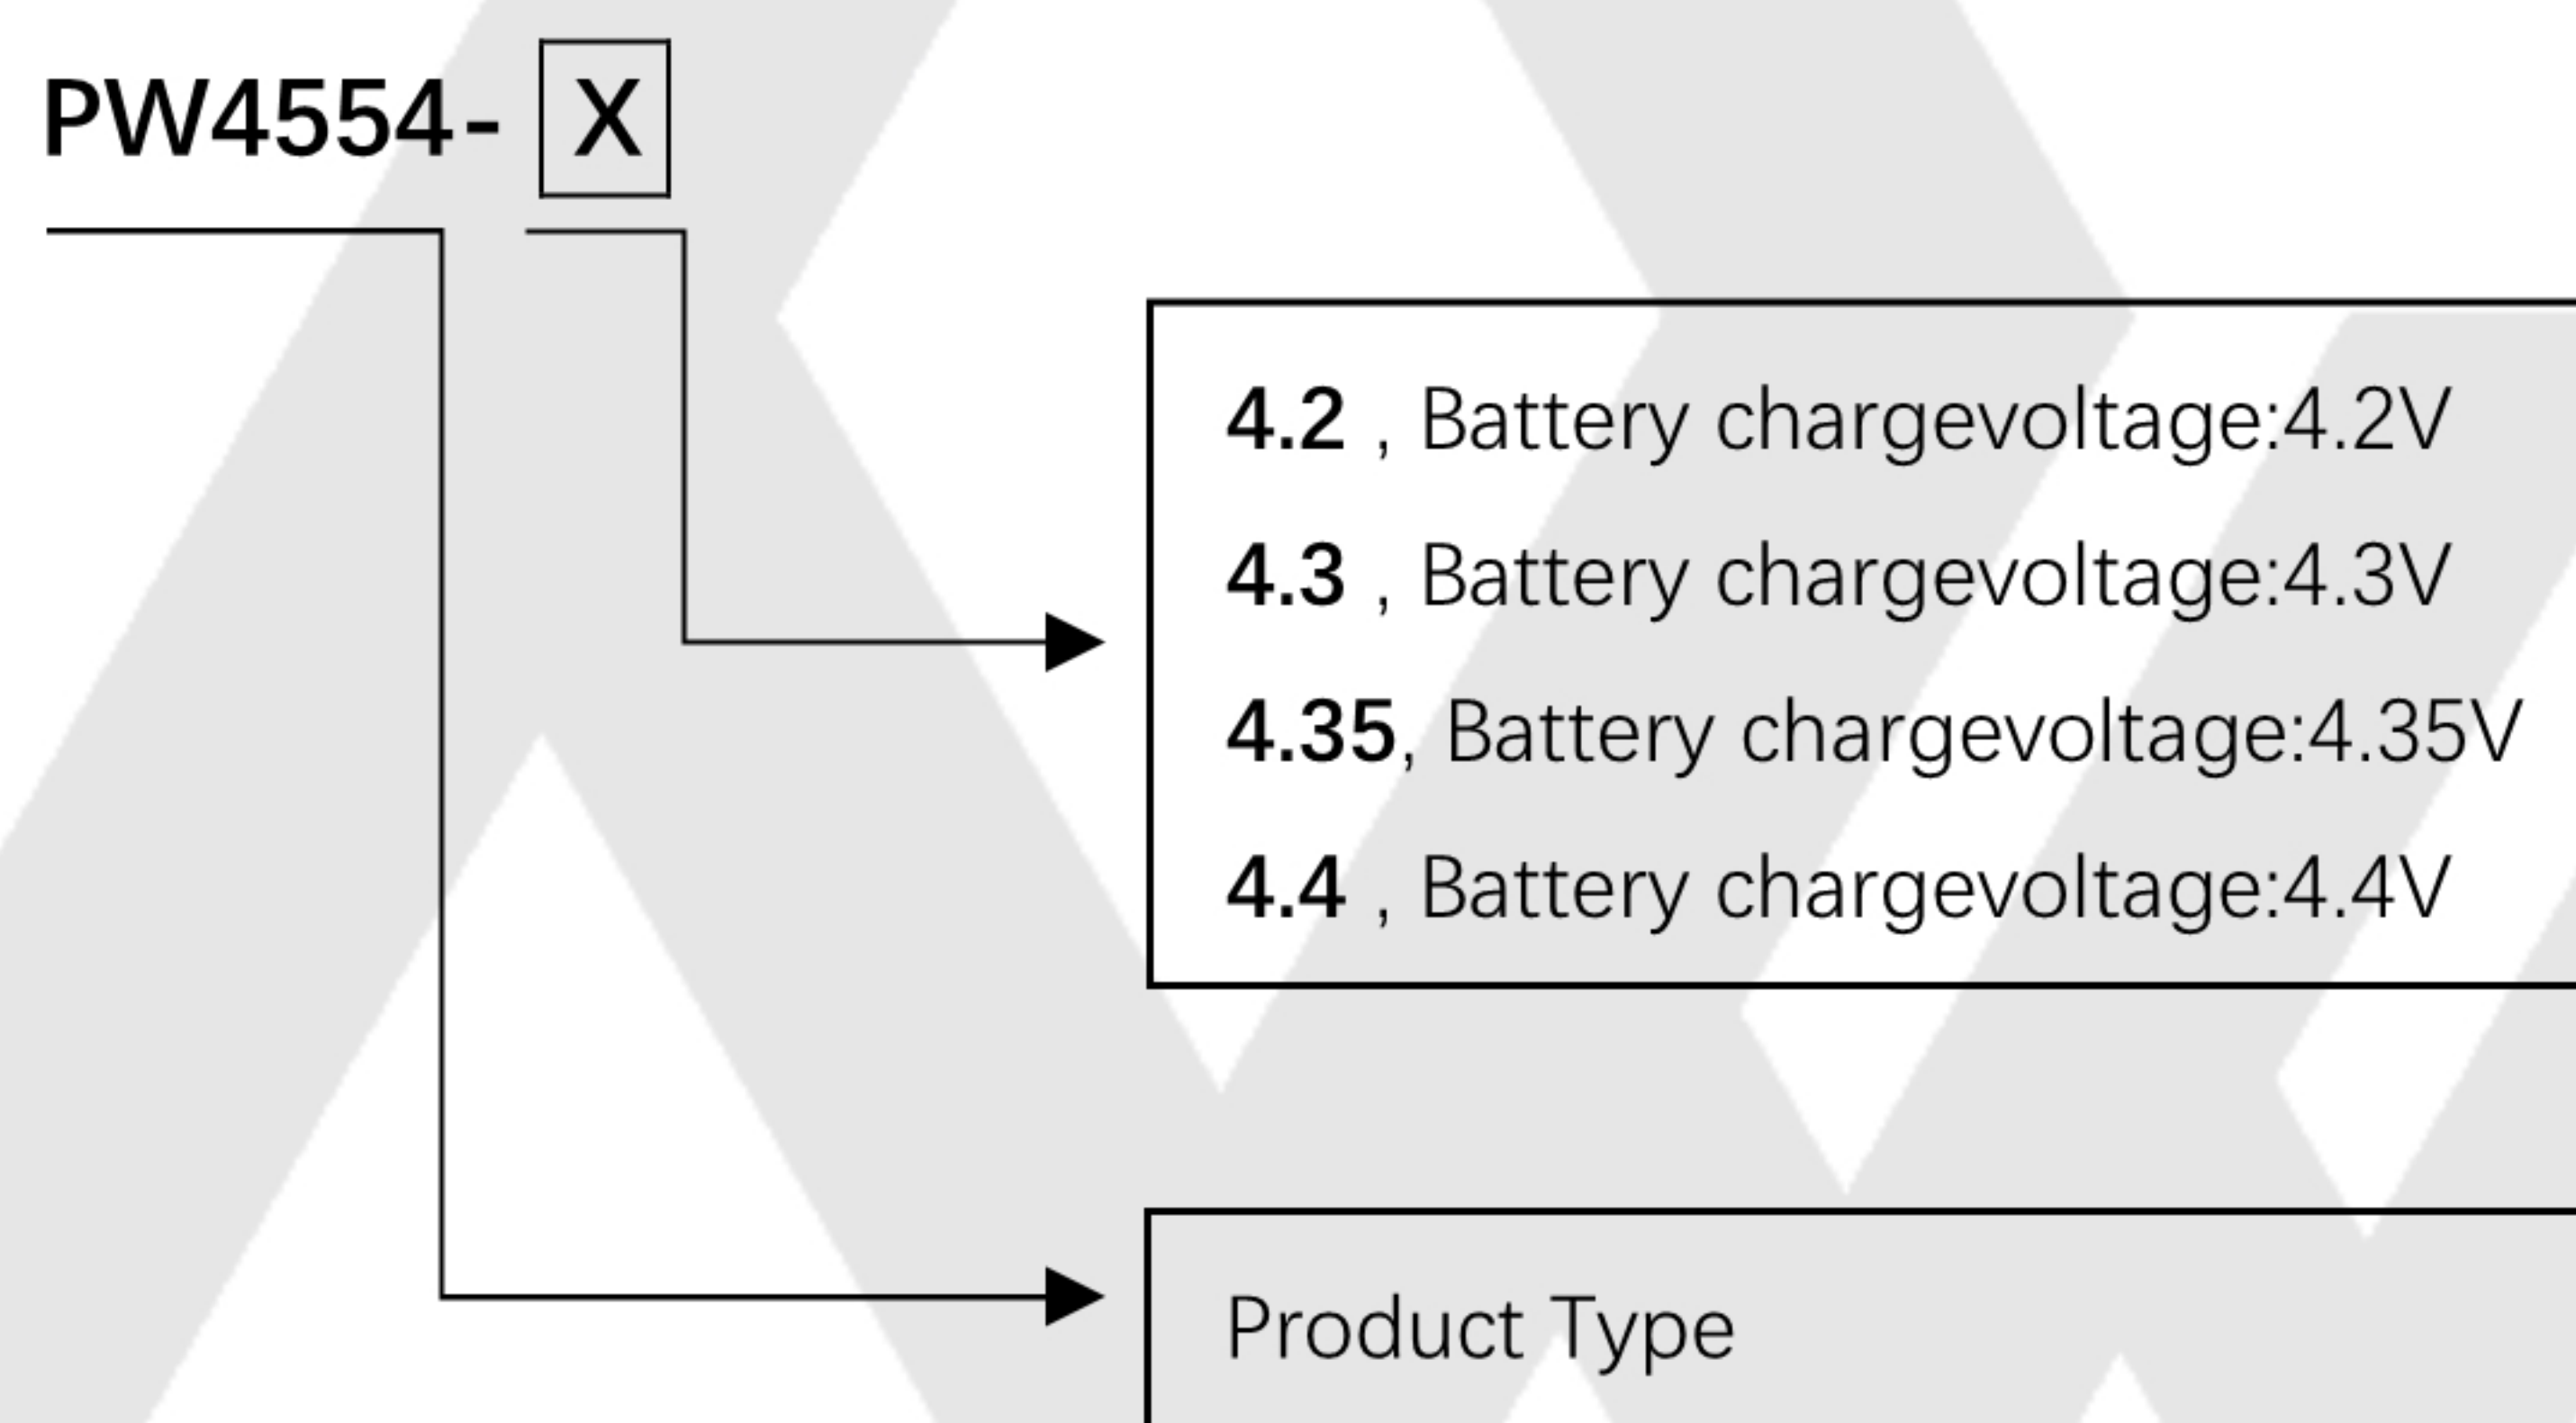 PW4554- X
4.2 , Battery chargevoltage:4.2V
4.3 , Battery chargevoltage:4.3V
4.35, Battery chargevoltage:4.35V
4.4 , Battery chargevoltage:4.4V
Product Type